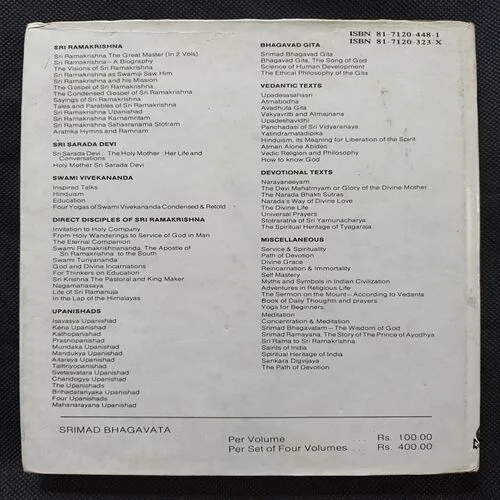 ISBN 81-7120-448-1
ISBN 81-7120-323-X
SRI RAMAKRISHNA
Sri Ramakrishna The Great Master (In 2 Vols)
Sri Ramakrishna—A Biography
The Visions of Sri Ramakrishna
Sri Ramakrishna as Swamiji Saw Him
Sri Ramakrishna and his Mission
The Gospel of Sri Ramakrishna
The Condensed Gospel of Sri Ramakrishna
Sayings of Sri Ramakrishna
Tales and Parables of Sri Ramakrishna
Sri Ramakrishna Upanishad
Sri Ramakrishna Karnamritam
Sri Ramakrishna Sahasranama Stotram
Aratrika Hymns and Ramnam
SRI SARADA DEVI
Sri Sarada Devi : The Holy Mother : Her Life and
Conversations
Holy Mother Sri Sarada Devi
SWAMI VIVEKANANDA
Inspired Talks
Hinduism
Education
Four Yogas of Swami Vivekananda Condensed & Retold
DIRECT DISCIPLES OF SRI RAMAKRISHNA
Invitation to Holy Company
From Holy Wanderings to Service of God in Man
The Eternal Companion
Swami Ramakrishnananda, The Apostle of
Sri Ramakrishna to the South
Swami Turiyananda
God and Divine Incarnations
For Thinkers on Education
Sri Krishna The Pastoral and King Maker
Nagamahasaya
Life of Sri Ramanuja
In the Lap of the Himalayas
UPANISHADS
Isavasya Upanishad
Kena Upanishad
Kathopanishad
Prasnopanishad
Mundaka Upanishad
Mandukya Upanishad
Aitareya Upanishad
Taittiriyopanishad
Svetasvatara Upanishad
Chandogya Upanishad
The Upanishads
Brihadaranyaka Upanishad
Four Upanishads
Mahanarayana Upanishad
BHAGAVAD GITA
Srimad Bhagavad Gita
Bhagavad Gita, The Song of God
Science of Human Development
The Ethical Philosophy of the Gita
VEDANTIC TEXTS
Upadesasahasri
Atmabodha
Avadhuta Gita
Vakyavritti and Atmajnana
Upadeshavidhi
Panchadasi of Sri Vidyaranya
Yatindramatadipika
Hinduism, its Meaning for Liberation of the Spirit
Atman Alone Abides
Vedic Religion and Philosophy
How to know God
DEVOTIONAL TEXTS
Narayaneeyam
The Devi Mahatmyam or Glory of the Divine Mother
The Narada Bhakti Sutras
Narada's Way of Divine Love
The Divine Life
Universal Prayers
Stotraratna of Sri Yamunacharya
The Spiritual Heritage of Tyagaraja
MISCELLANEOUS
Service & Spirituality
Path of Devotion
Divine Grace
Reincarnation & Immortality
Self Mastery
Myths and Symbols in Indian Civilization
Adventures in Religious Life
The Sermon on the Mount—According to Vedanta
Book of Daily Thoughts and prayers
Yoga for Beginners
Meditation
Concentration & Meditation
Srimad Bhagavatam—The Wisdom of God
Srimad Ramayana, The Story of The Prince of Ayodhya
Sri Rama to Sri Ramakrishna
Saints of India
Spiritual Heritage of India
Sankara Digvijaya
The Path of Devotion
SRIMAD BHAGAVATA
Per Volume ... Rs. 100.00
Per Set of Four Volumes ... Rs. 400.00